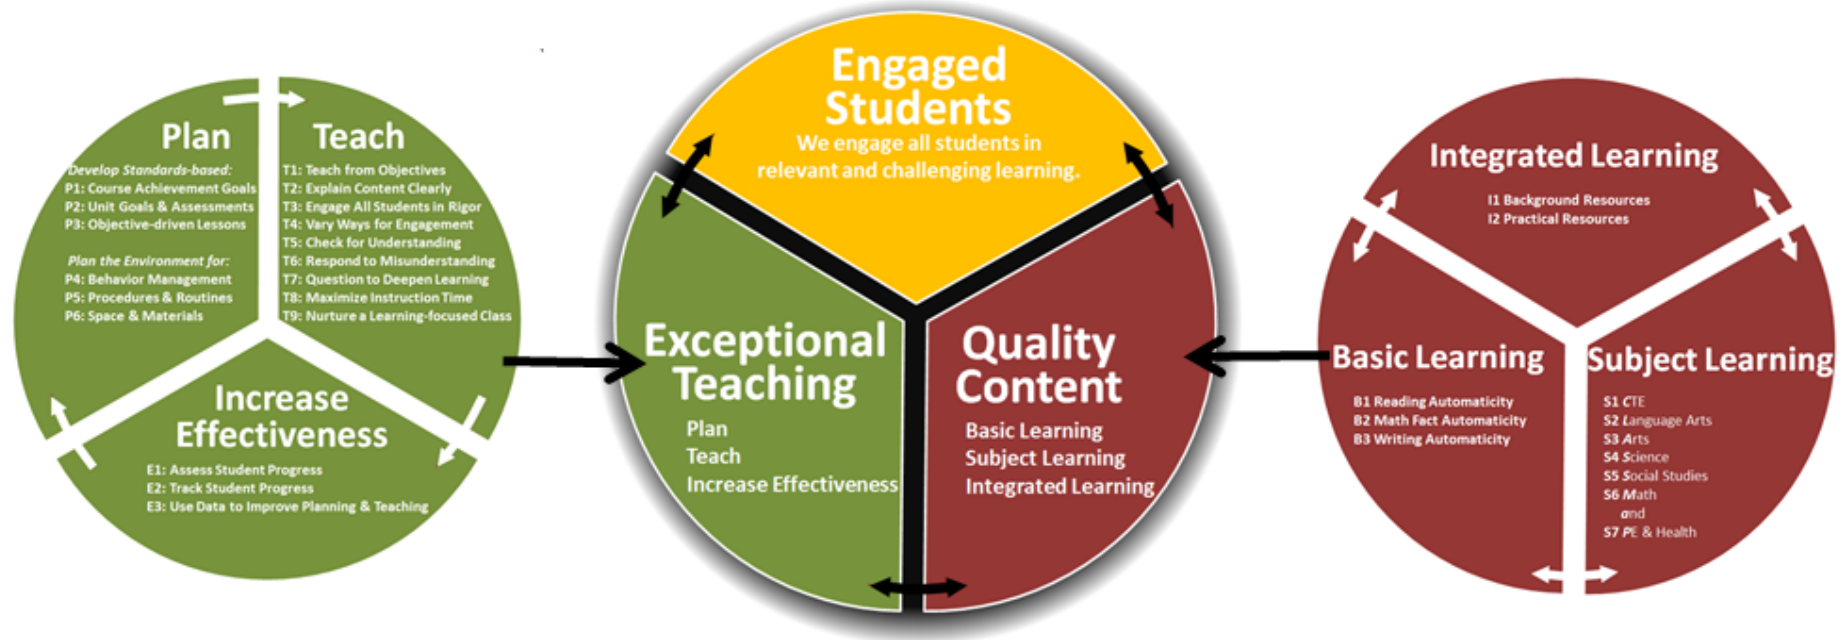 Plan
Develop Standards-based:
P1: Course Achievement Goals
P2: Unit Goals & Assessments
P3: Objective-driven Lessons
Plan the Environment for:
P4: Behavior Management
P5: Procedures & Routines
P6: Space & Materials
Teach
T1: Teach from Objectives
T2: Explain Content Clearly
T3: Engage All Students in Rigor
T4: Vary Ways for Engagement
T5: Check for Understanding
T6: Respond to Misunderstanding
T7: Question to Deepen Learning
T8: Maximize Instruction Time
T9: Nurture a Learning-focused Class
Increase
Effectiveness
E1: Assess Student Progress
E2: Track Student Progress
E3: Use Data to Improve Planning & Teaching
Engaged
Students
We engage all students in
relevant and challenging learning.
Exceptional
Teaching
Plan
Teach
Increase Effectiveness
Quality
Content
Basic Learning
Subject Learning
Integrated Learning
Integrated Learning
I1 Background Resources
I2 Practical Resources
Basic Learning
B1 Reading Automaticity
B2 Math Fact Automaticity
B3 Writing Automaticity
Subject Learning
S1 CTE
S2 Language Arts
S3 Arts
S4 Science
S5 Social Studies
S6 Math
and
S7 PE & Health